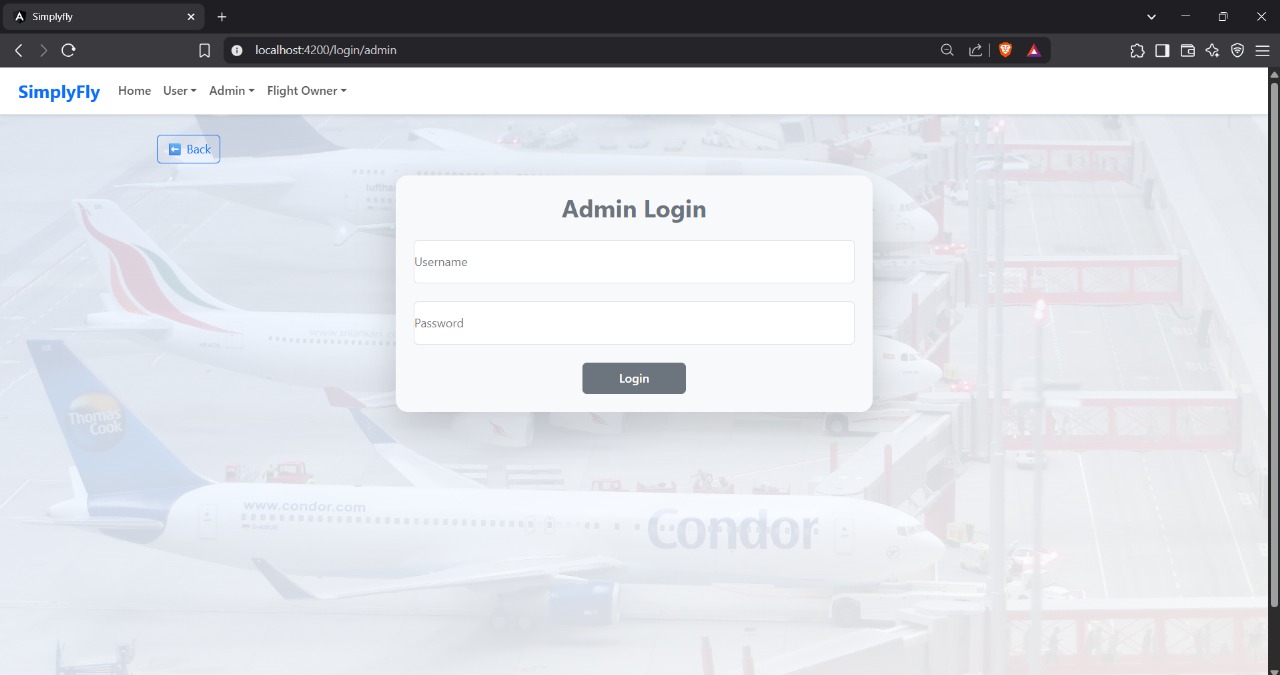 Simplyfly
localhost:4200/login/admin
SimplyFly Home User Admin Flight Owner
Back
Admin Login
Username
Password
Login
Thomas
Cook
www.condor.com
Condor